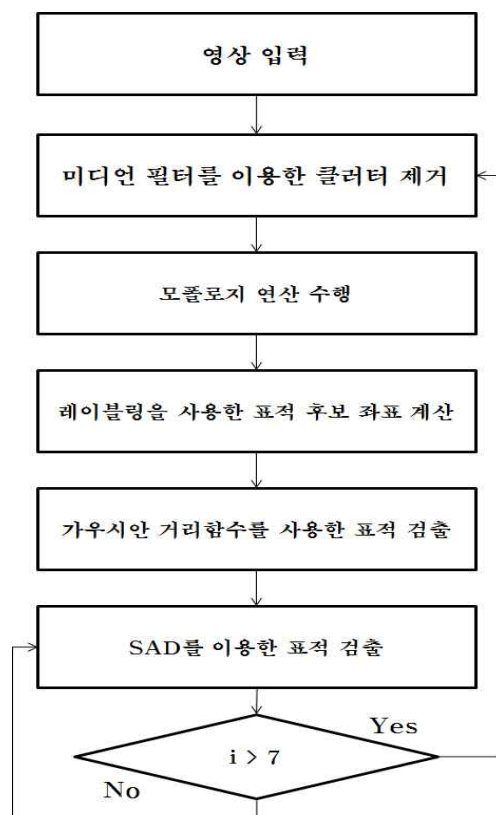 영상 입력
미디언 필터를 이용한 클러터 제거
모폴로지 연산 수행
레이블링을 사용한 표적 후보 좌표 계산
가우시안 거리함수를 사용한 표적 검출
SAD를 이용한 표적 검출
Yes
i > 7
No